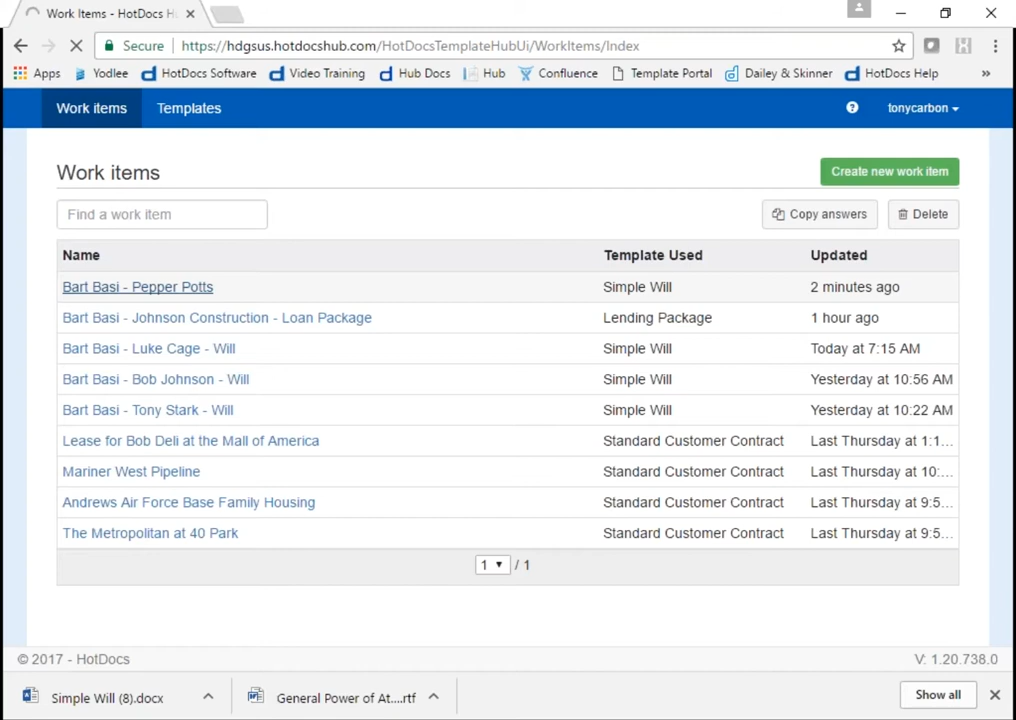 Work Items - HotDocs H
Secure https://hdgsus.hotdocshub.com/HotDocsTemplateHubUi/WorkItems/Index
Apps Yodlee HotDocs Software Video Training Hub Docs Hub Confluence Template Portal Dailey & Skinner HotDocs Help »
Work items Templates ? tonycarbon
Work items Create new work item
Find a work item Copy answers Delete
Name Template Used Updated
Bart Basi - Pepper Potts Simple Will 2 minutes ago
Bart Basi - Johnson Construction - Loan Package Lending Package 1 hour ago
Bart Basi - Luke Cage - Will Simple Will Today at 7:15 AM
Bart Basi - Bob Johnson - Will Simple Will Yesterday at 10:56 AM
Bart Basi - Tony Stark - Will Simple Will Yesterday at 10:22 AM
Lease for Bob Deli at the Mall of America Standard Customer Contract Last Thursday at 1:1...
Mariner West Pipeline Standard Customer Contract Last Thursday at 10:...
Andrews Air Force Base Family Housing Standard Customer Contract Last Thursday at 9:5...
The Metropolitan at 40 Park Standard Customer Contract Last Thursday at 9:5...
1 / 1
© 2017 - HotDocs V: 1.20.738.0
Simple Will (8).docx General Power of At....rtf Show all